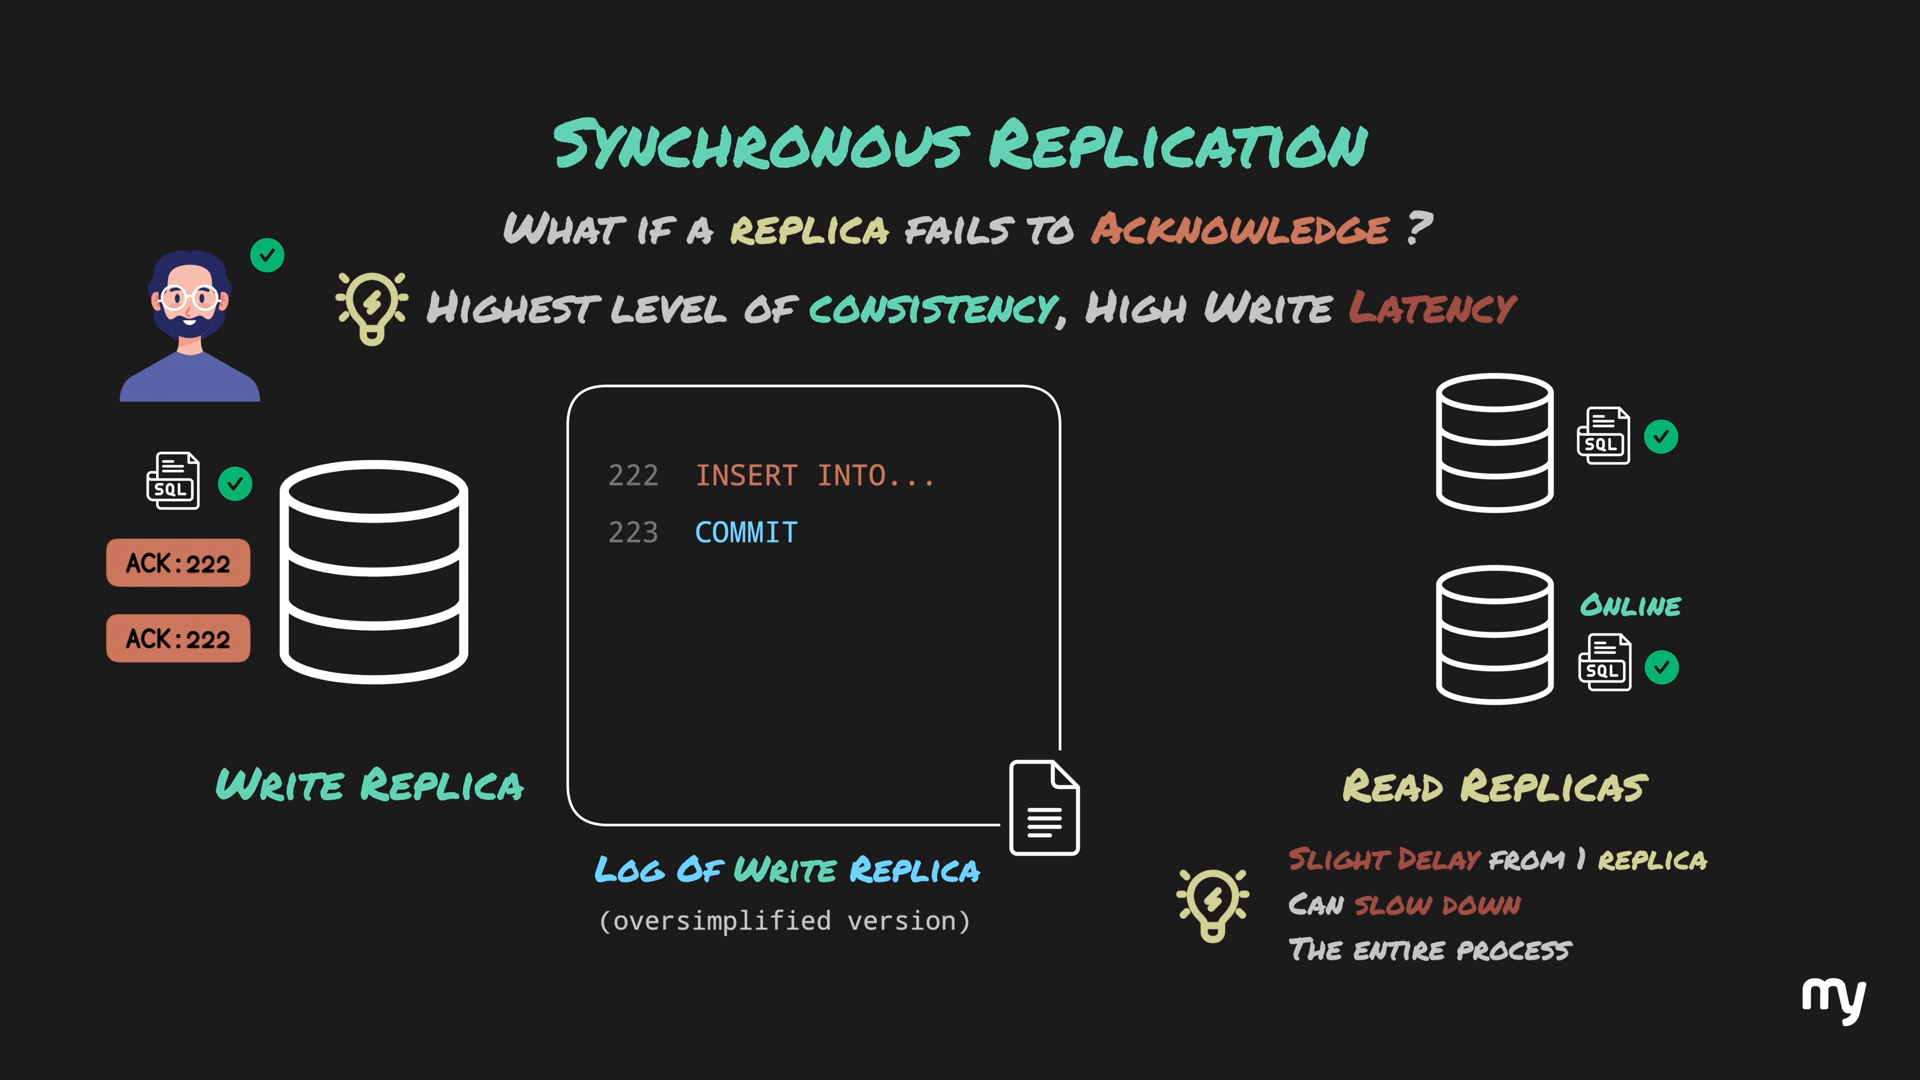 Synchronous Replication
What if a replica fails to Acknowledge ?
Highest level of consistency, High Write Latency
SQL
ACK:222
ACK:222
Write Replica
222 INSERT INTO...
223 COMMIT
Log Of Write Replica
(oversimplified version)
SQL
Online
SQL
Read Replicas
Slight Delay from 1 replica
Can slow down
The entire process
my